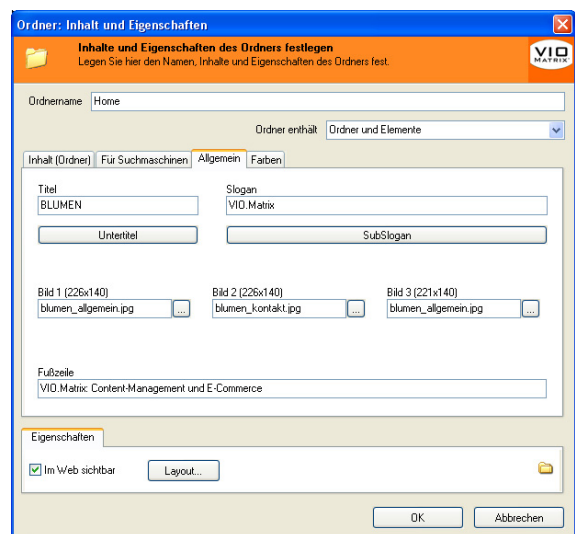 Ordner: Inhalt und Eigenschaften
Inhalte und Eigenschaften des Ordners festlegen
Legen Sie hier den Namen, Inhalte und Eigenschaften des Ordners fest.
VIO
MATRIX
Ordnername Home
Ordner enthält Ordner und Elemente
Inhalt (Ordner) Für Suchmaschinen Allgemein Farben
Titel Slogan
BLUMEN VIO.Matrix
Untertitel SubSlogan
Bild 1 (226x140) Bild 2 (226x140) Bild 3 (221x140)
blumen_allgemein.jpg ... blumen_kontakt.jpg ... blumen_allgemein.jpg ...
Fußzeile
VIO.Matrix: Content-Management und E-Commerce
Eigenschaften
Im Web sichtbar Layout...
OK Abbrechen